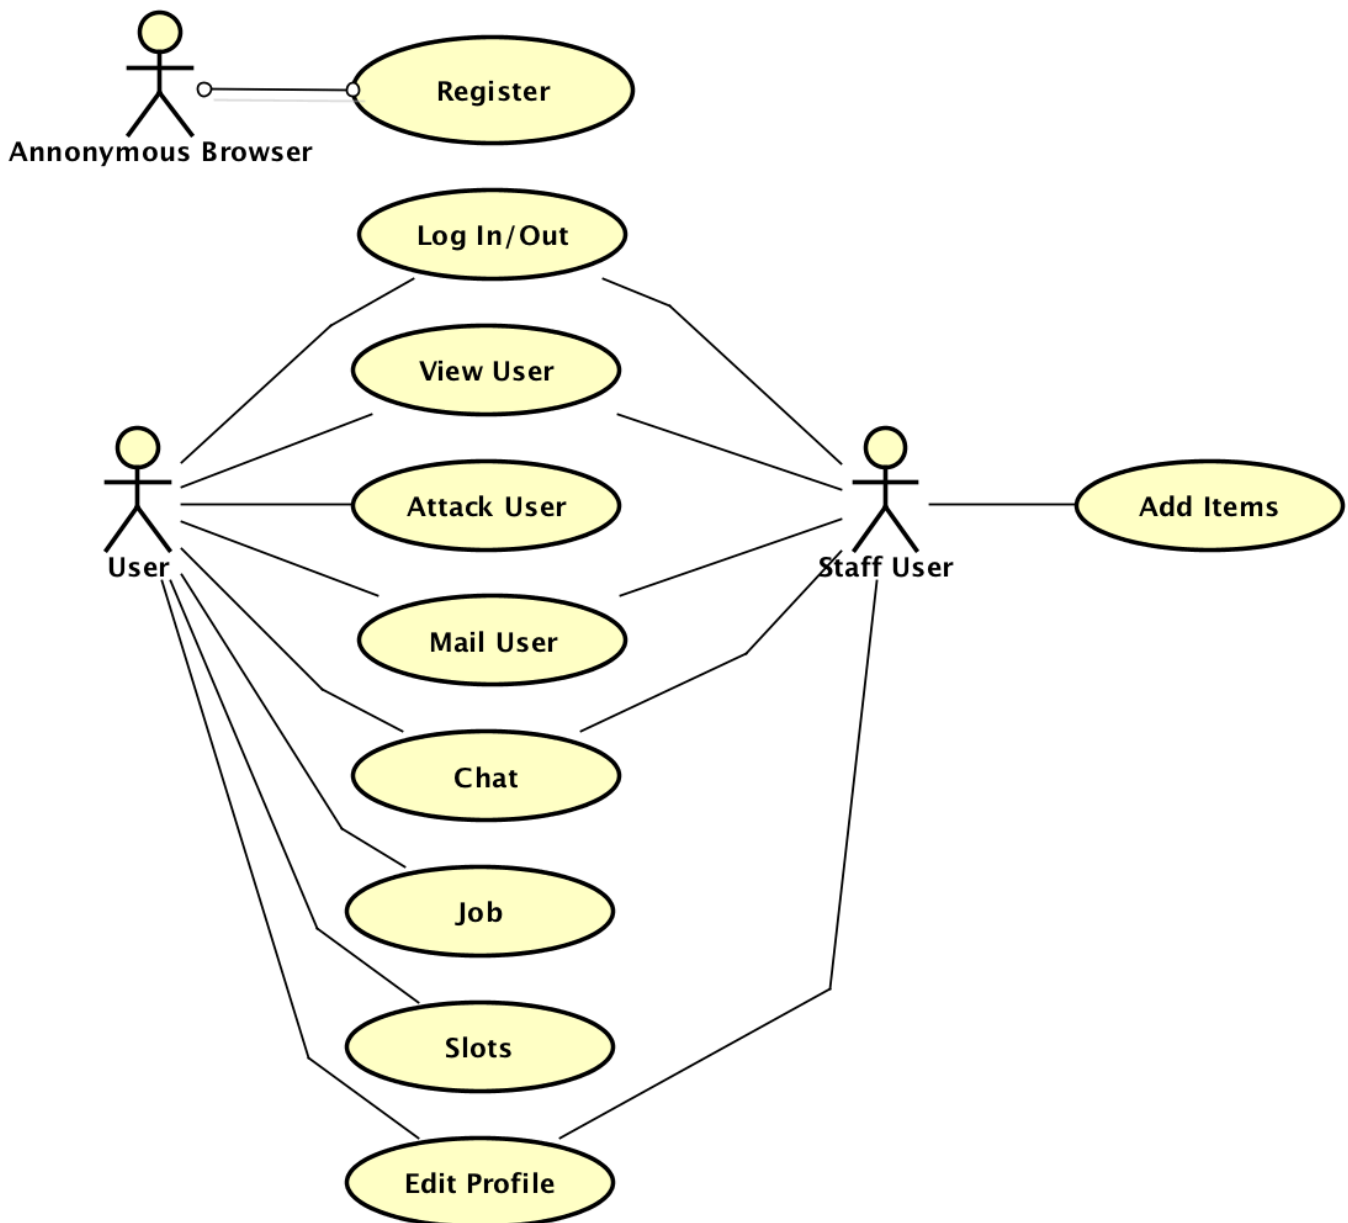 Register
Annonymous Browser
Log In/Out
View User
Attack User
Add Items
User
Staff User
Mail User
Chat
Job
Slots
Edit Profile